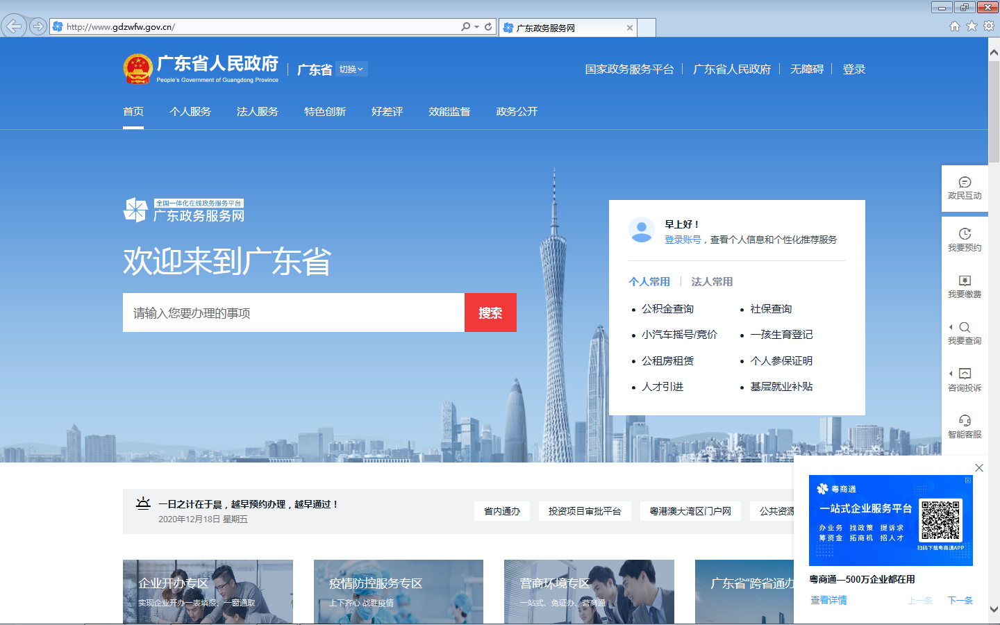 http://www.gdzwfw.gov.cn/
广东政务服务网
广东省人民政府
People's Government of Guangdong Province
广东省 切换
国家政务服务平台 广东省人民政府 无障碍 登录
首页 个人服务 法人服务 特色创新 好差评 效能监督 政务公开
全国一体化在线政务服务平台
广东政务服务网
欢迎来到广东省
请输入您要办理的事项 搜索
早上好！
登录账号，查看个人信息和个性化推荐服务
个人常用 法人常用
公积金查询 社保查询
小汽车摇号/竞价 一孩生育登记
公租房租赁 个人参保证明
人才引进 基层就业补贴
政民互动
我要预约
我要缴费
我要查询
咨询投诉
智能客服
一日之计在于晨，越早预约办理，越早通过！
2020年12月18日 星期五
省内通办 投资项目审批平台 粤港澳大湾区门户网 公共资源
企业开办专区
实现企业开办一表填报、一窗通取
疫情防控服务专区
上下齐心 战胜疫情
营商环境专区
一站式、免证办、营商通
广东省“跨省通办
粤商通
一站式企业服务平台
办业务 找政策 提诉求
筹资金 拓商机 招人才
扫码下载粤商通APP
粤商通—500万企业都在用
查看详情 上一条 下一条